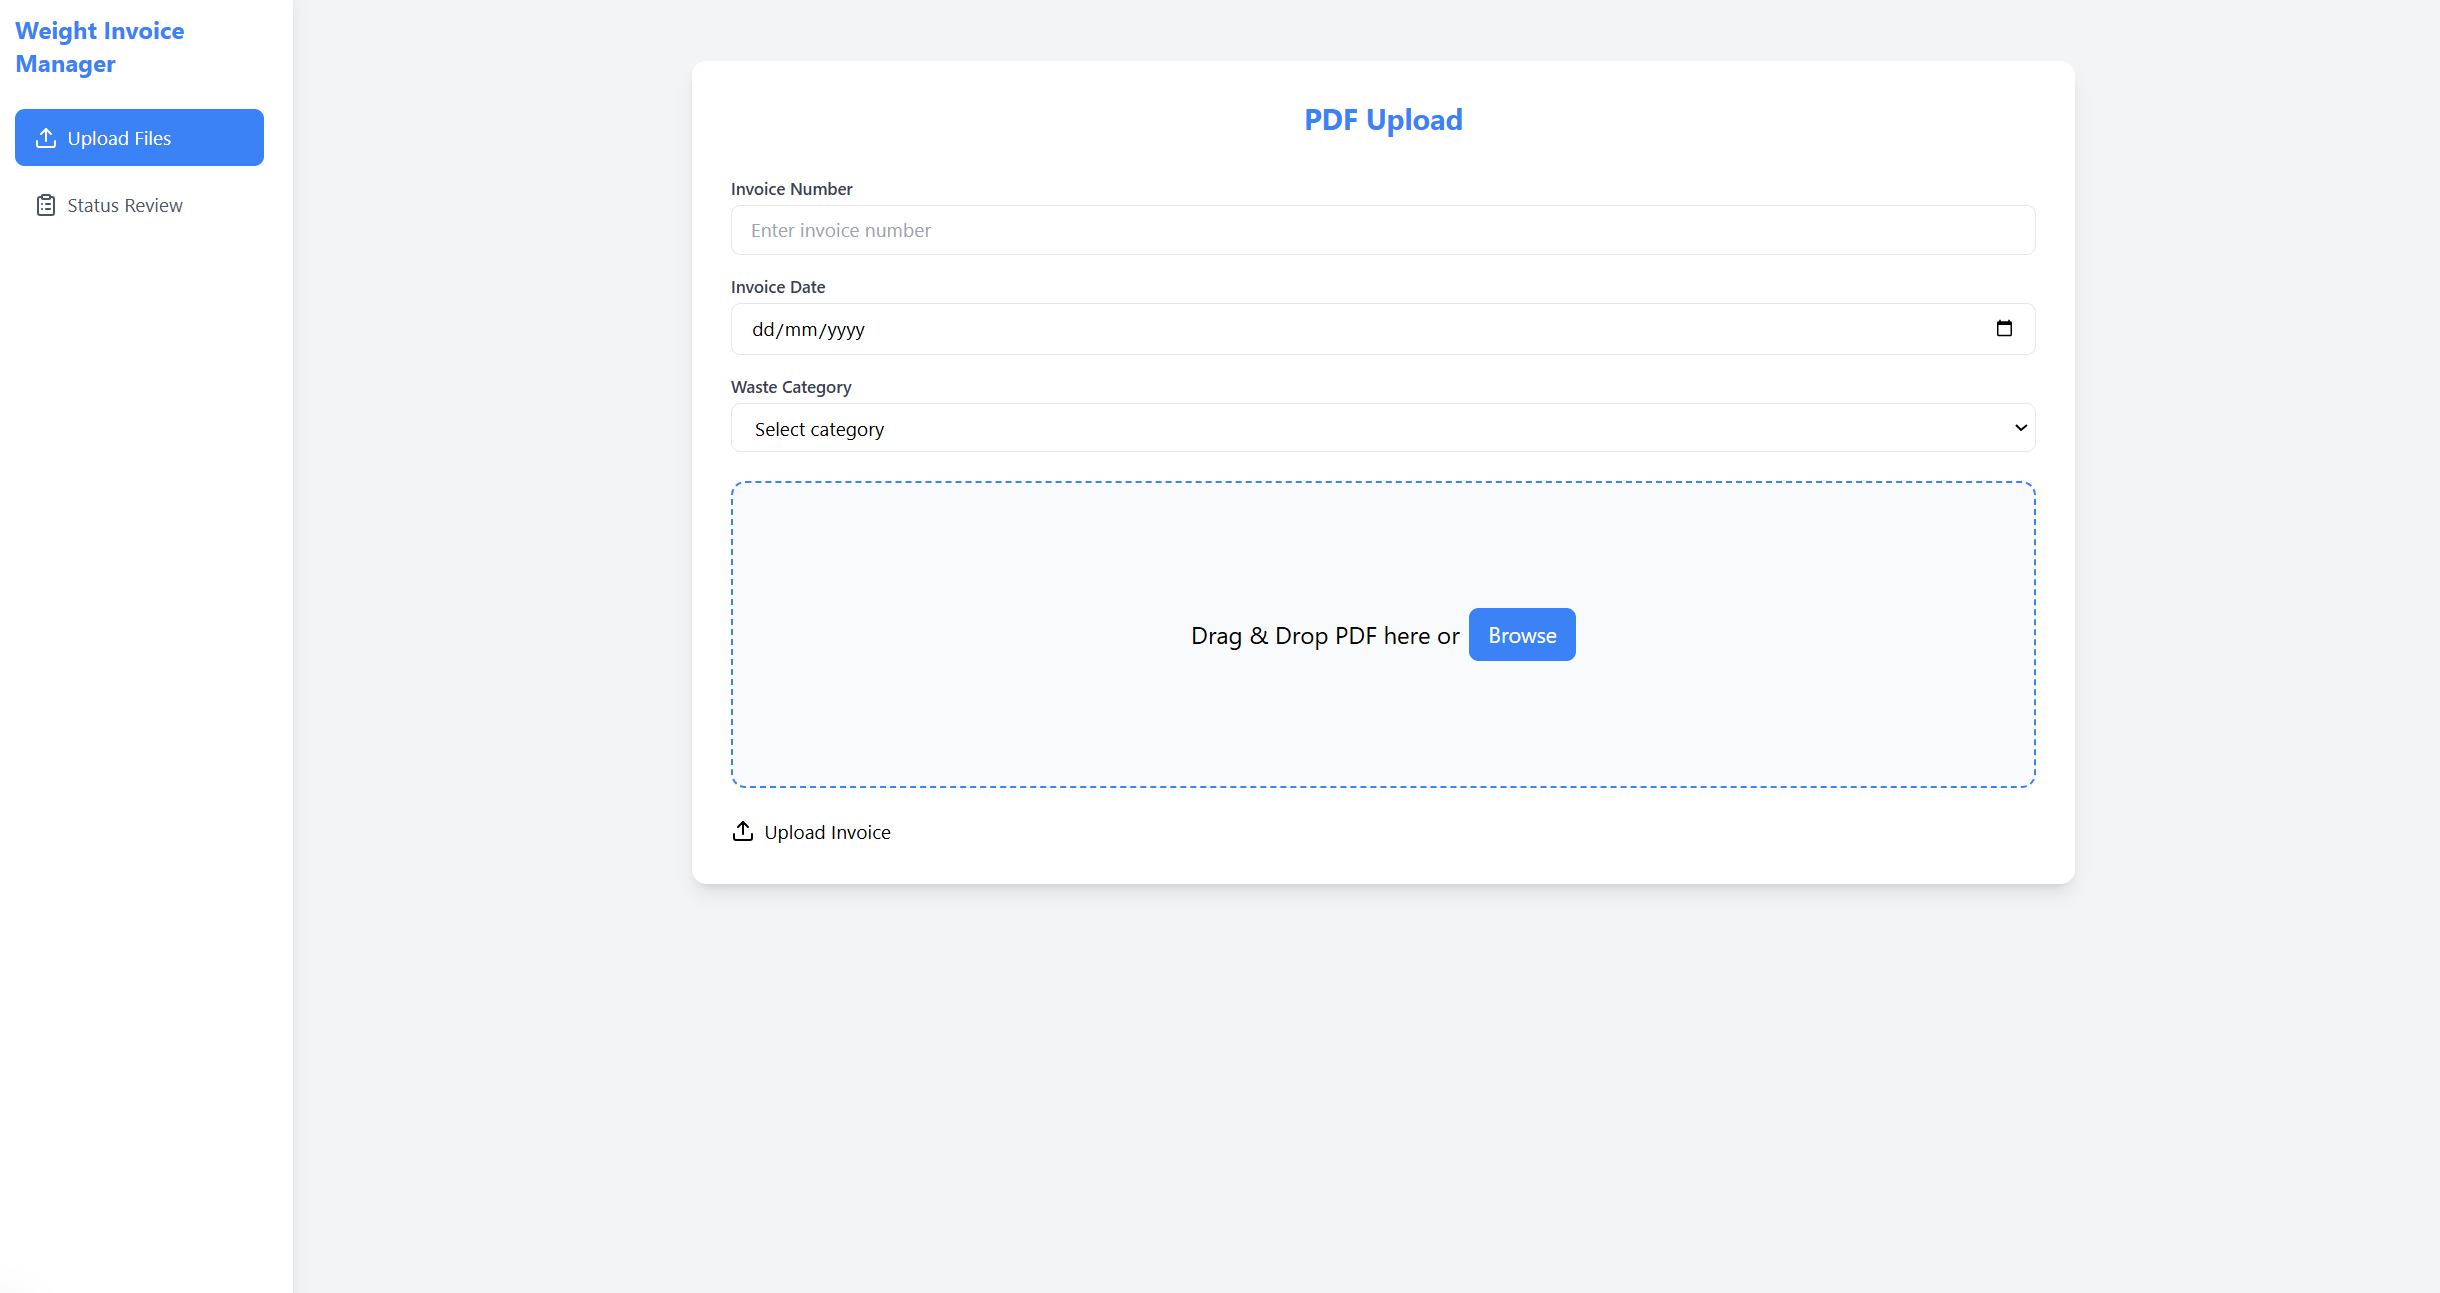 Weight Invoice
Manager
Upload Files
Status Review
PDF Upload
Invoice Number
Enter invoice number
Invoice Date
dd/mm/yyyy
Waste Category
Select category
Drag & Drop PDF here or Browse
Upload Invoice